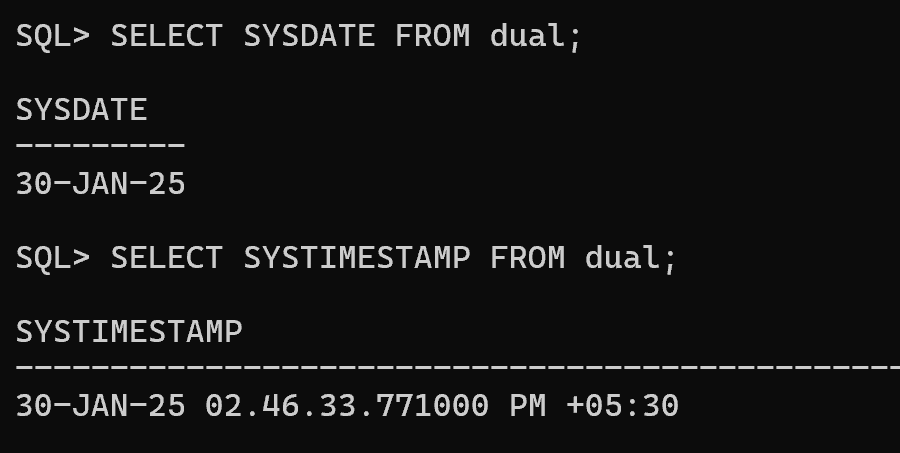 SQL> SELECT SYSDATE FROM dual;
SYSDATE
---------
30-JAN-25
SQL> SELECT SYSTIMESTAMP FROM dual;
SYSTIMESTAMP
-----------------------------------------------
30-JAN-25 02.46.33.771000 PM +05:30